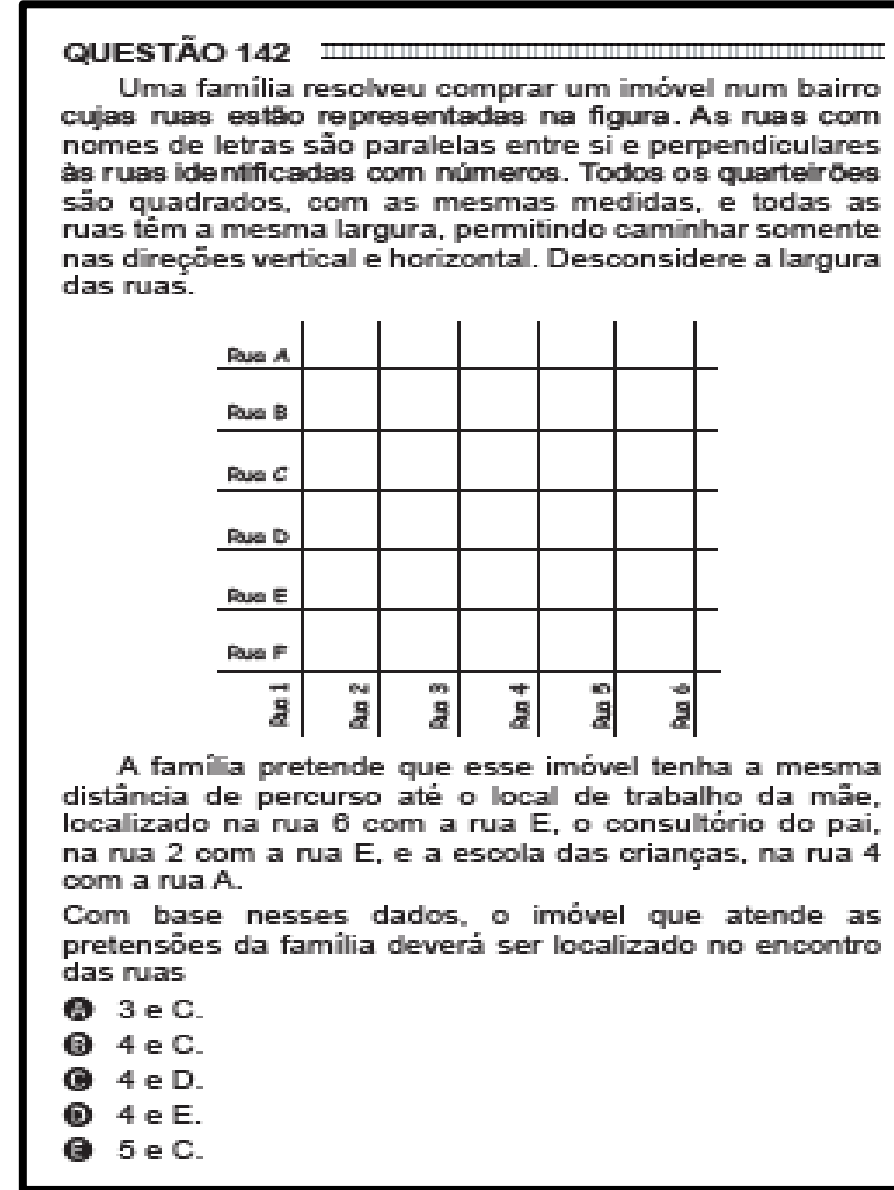 QUESTÃO 142
Uma família resolveu comprar um imóvel num bairro
cujas ruas estão representadas na figura. As ruas com
nomes de letras são paralelas entre si e perpendiculares
às ruas identificadas com números. Todos os quarteirões
são quadrados, com as mesmas medidas, e todas as
ruas têm a mesma largura, permitindo caminhar somente
nas direções vertical e horizontal. Desconsidere a largura
das ruas.
Rua A
Rua B
Rua C
Rua D
Rua E
Rua F
Rua 1
Rua 2
Rua 3
Rua 4
Rua 5
Rua 6
A família pretende que esse imóvel tenha a mesma
distância de percurso até o local de trabalho da mãe,
localizado na rua 6 com a rua E, o consultório do pai,
na rua 2 com a rua E, e a escola das crianças, na rua 4
com a rua A.
Com base nesses dados, o imóvel que atende as
pretensões da família deverá ser localizado no encontro
das ruas
A 3 e C.
B 4 e C.
C 4 e D.
D 4 e E.
E 5 e C.